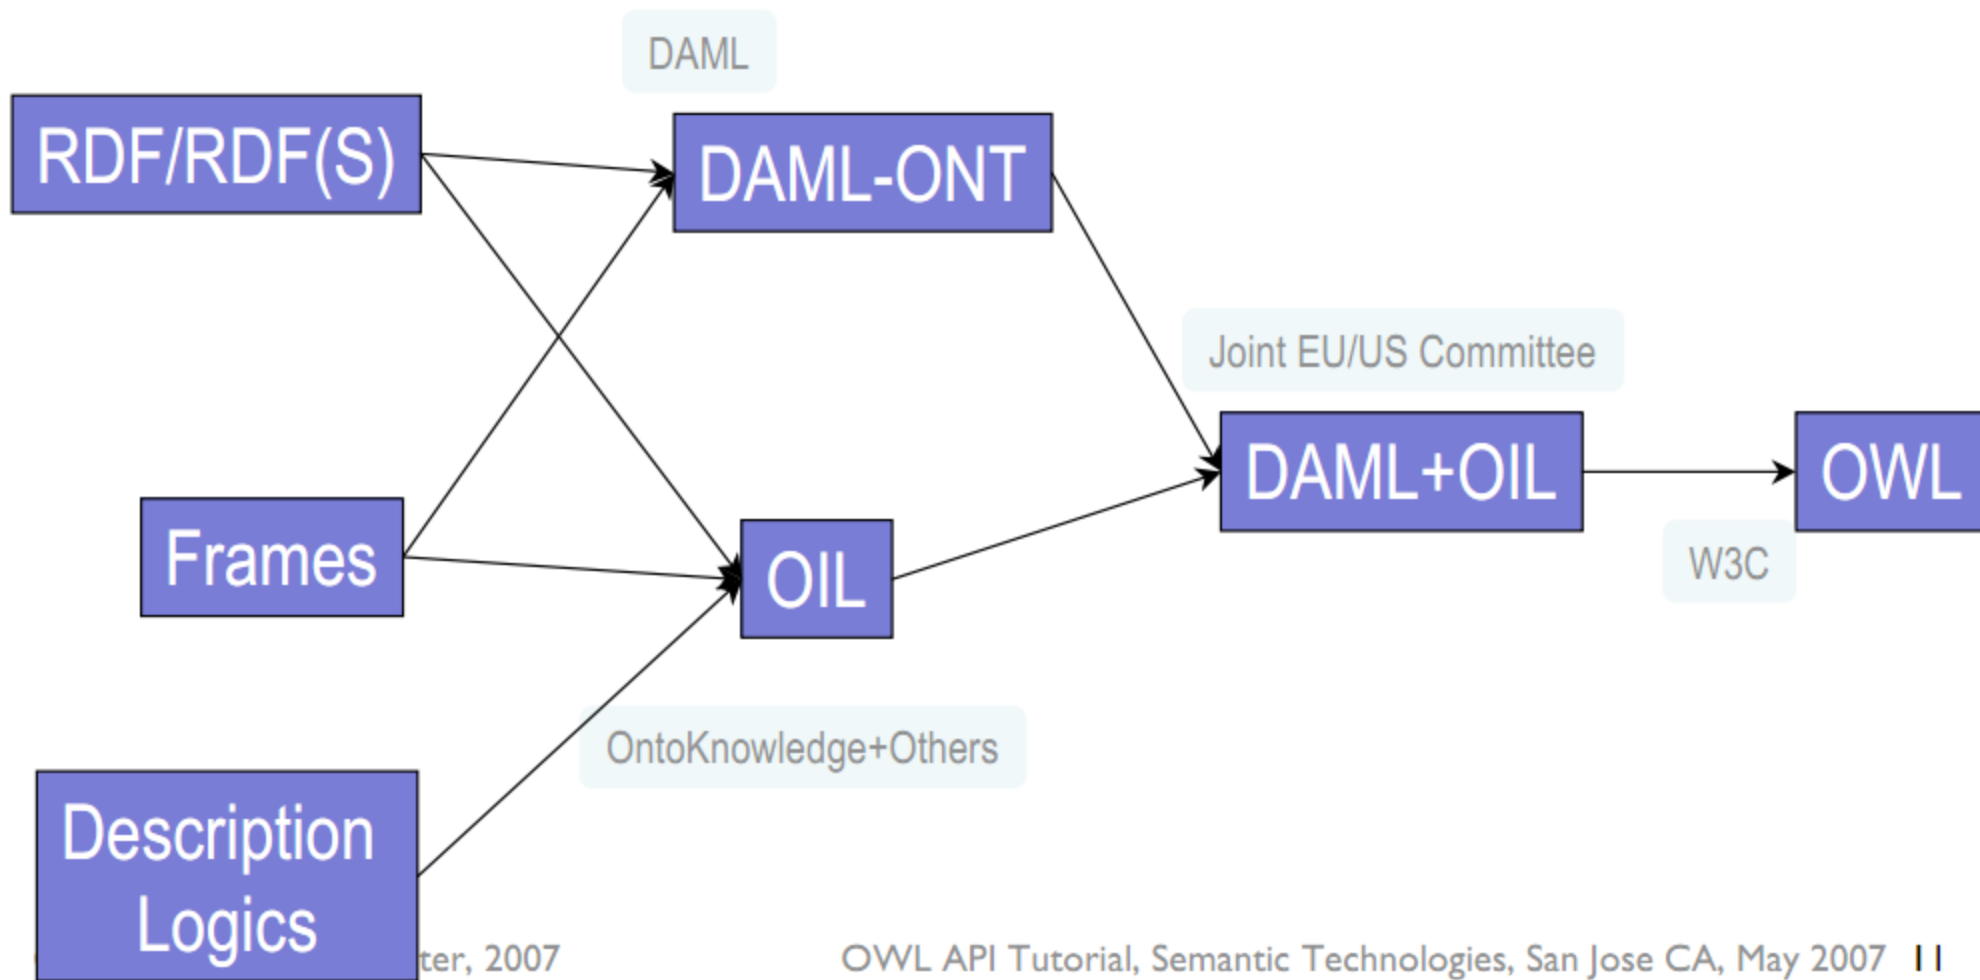 DAML
RDF/RDF(S)
DAML-ONT
Joint EU/US Committee
DAML+OIL
OWL
Frames
OIL
W3C
OntoKnowledge+Others
Description
Logics
2007
OWL API Tutorial, Semantic Technologies, San Jose CA, May 2007 11